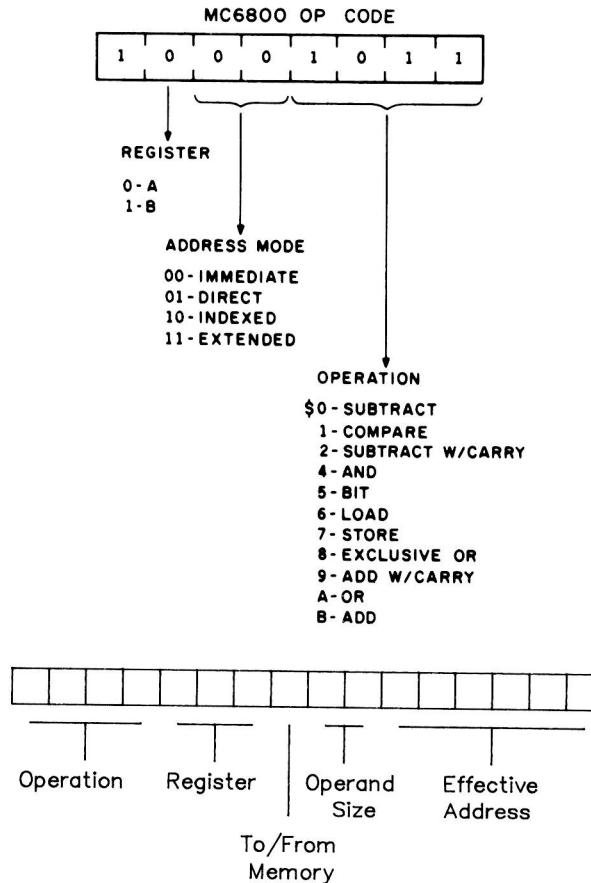 MC6800 OP CODE
1 0 0 0 1 0 1 1
REGISTER
0-A
1-B
ADDRESS MODE
00-IMMEDIATE
01-DIRECT
10-INDEXED
11-EXTENDED
OPERATION
$0-SUBTRACT
1-COMPARE
2-SUBTRACT W/CARRY
4-AND
5-BIT
6-LOAD
7-STORE
8-EXCLUSIVE OR
9-ADD W/CARRY
A-OR
B-ADD
Operation Register Operand Effective
Size Address
To/From
Memory